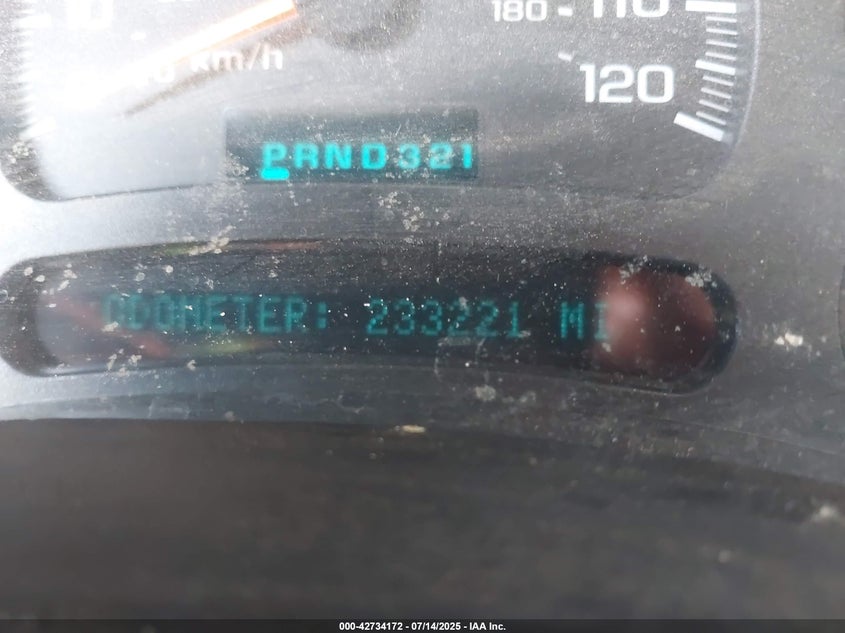 180 110
km/h
120
PRND321
ODOMETER: 233221 MI
000-42734172 - 07/14/2025 - IAA Inc.